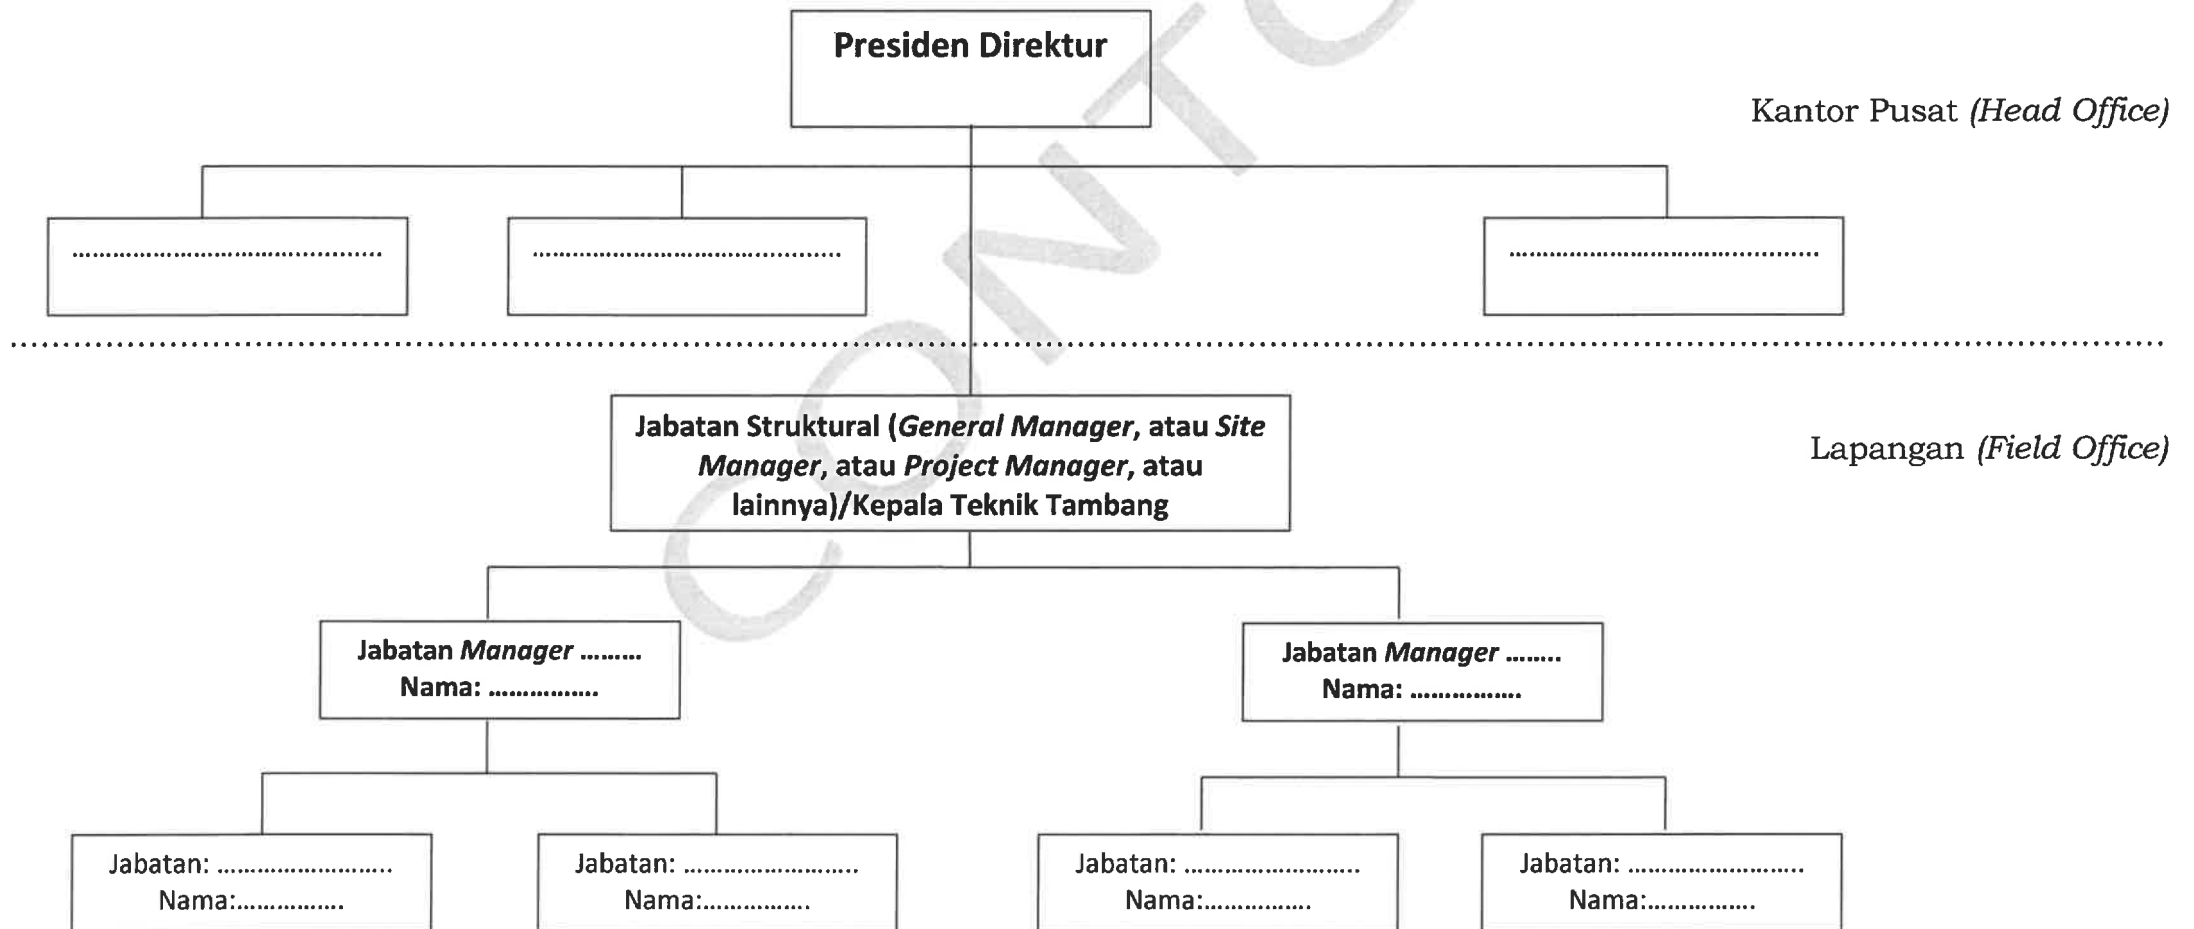 Presiden Direktur
Kantor Pusat (Head Office)
............................................
............................................
............................................
Jabatan Struktural (General Manager, atau Site
Manager, atau Project Manager, atau
lainnya)/Kepala Teknik Tambang
Lapangan (Field Office)
Jabatan Manager .........
Nama: ................
Jabatan Manager ........
Nama: ................
Jabatan: ..........................
Nama:................
Jabatan: ..........................
Nama:................
Jabatan: ..........................
Nama:................
Jabatan: ..........................
Nama:................
CONTO